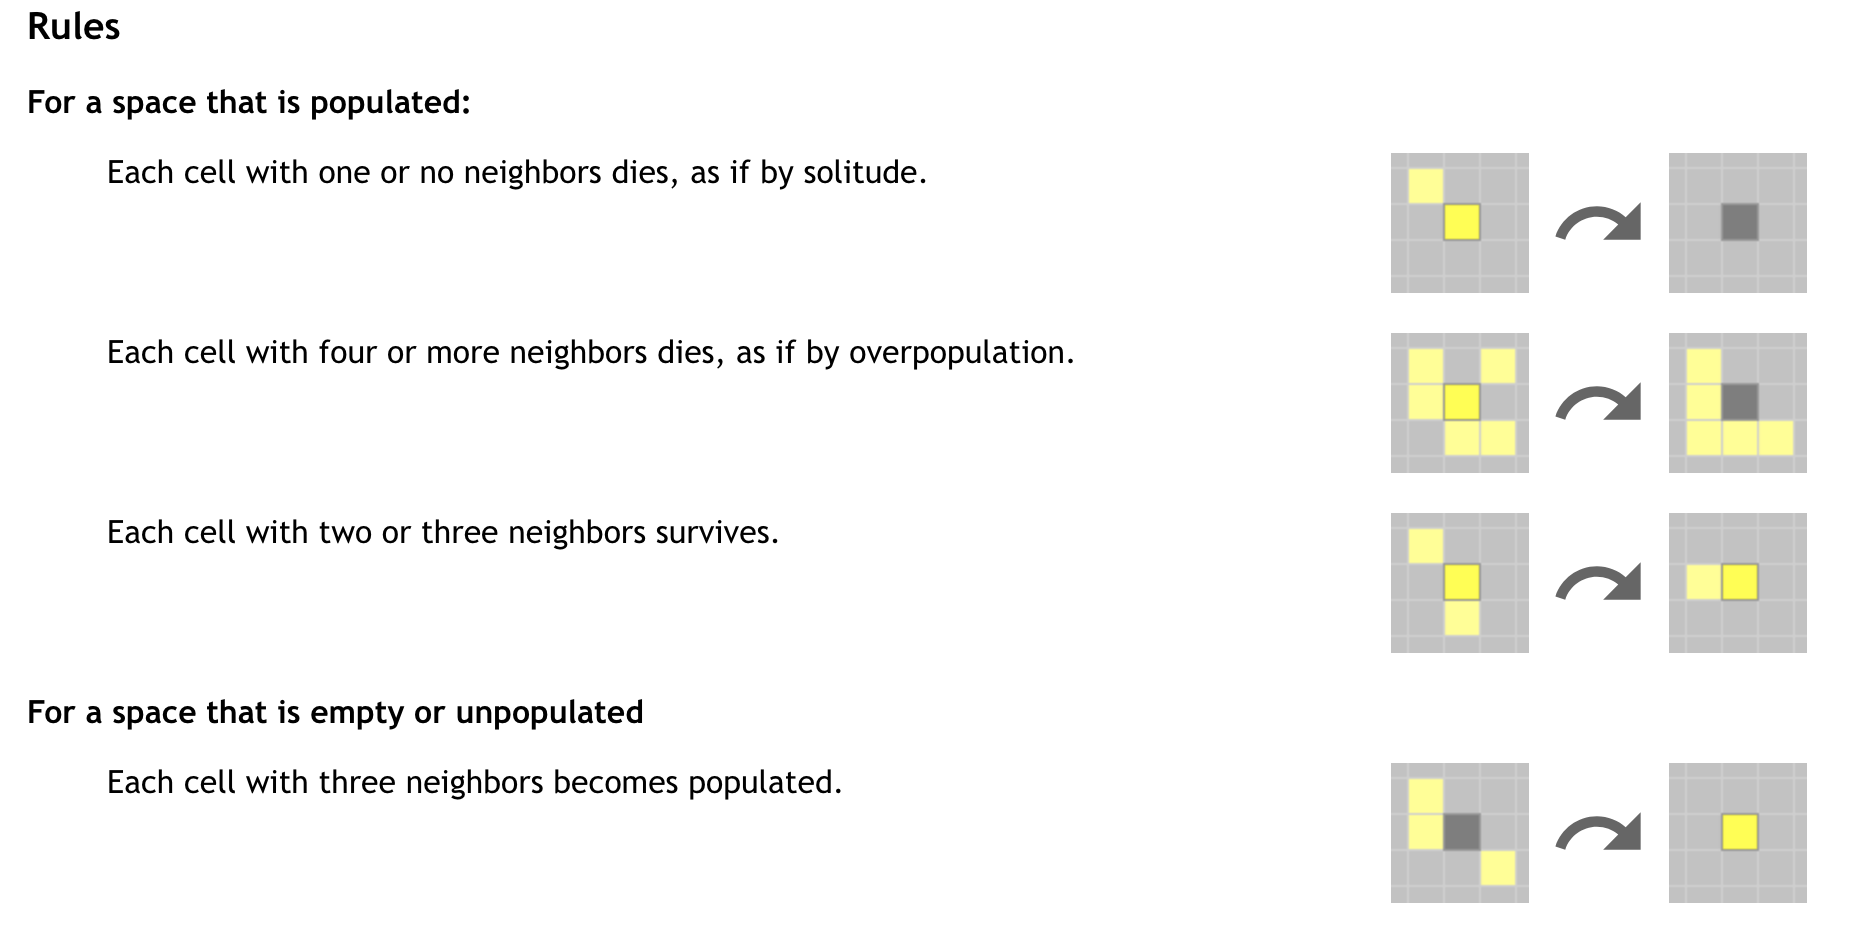 Rules
For a space that is populated:
Each cell with one or no neighbors dies, as if by solitude.
Each cell with four or more neighbors dies, as if by overpopulation.
Each cell with two or three neighbors survives.
For a space that is empty or unpopulated
Each cell with three neighbors becomes populated.